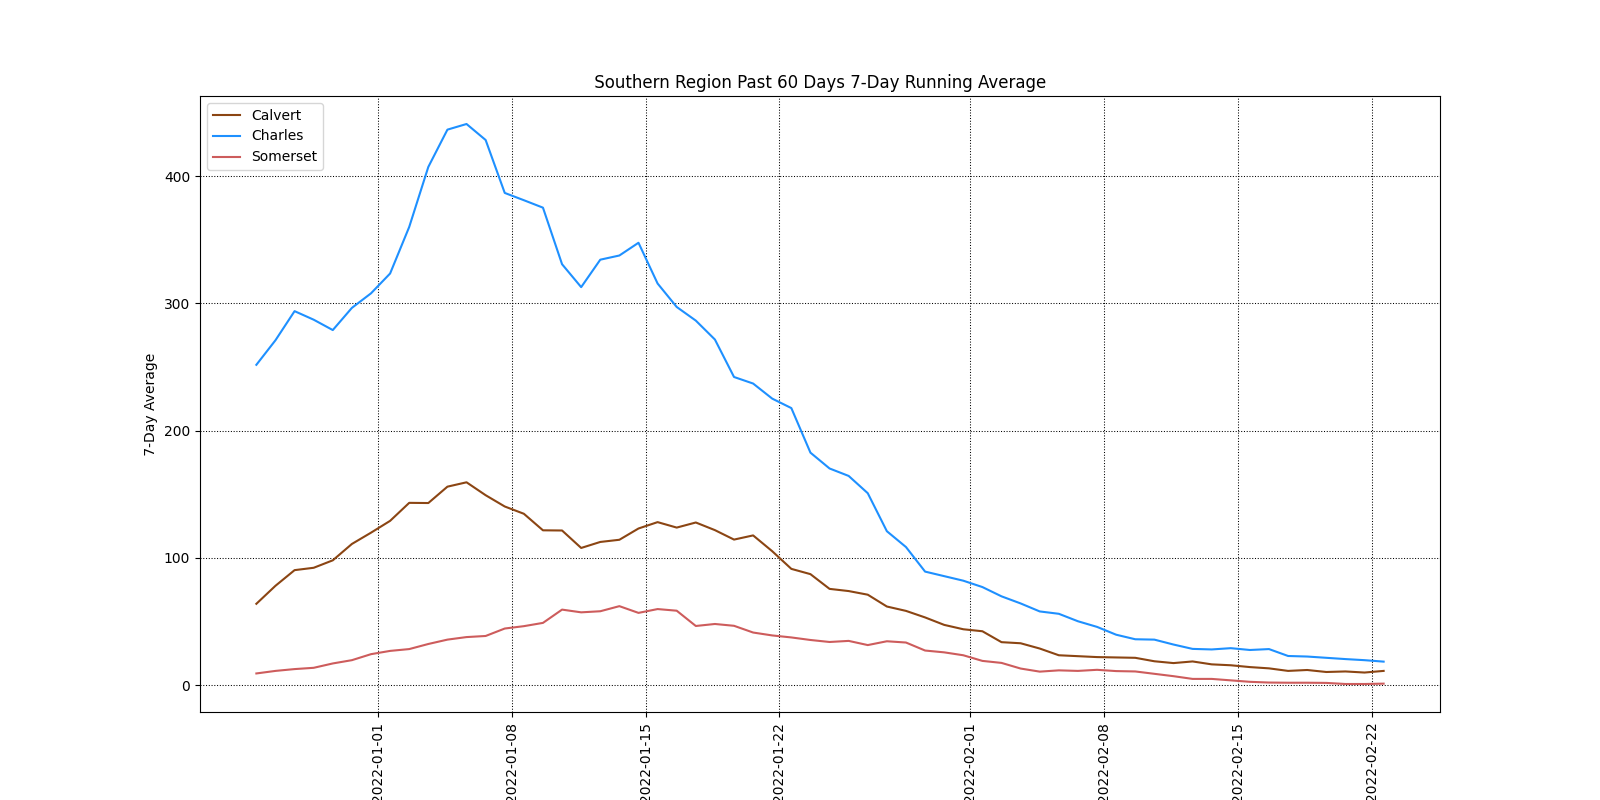 Southern Region Past 60 Days 7-Day Running Average
Calvert
Charles
Somerset
400
300
200
100
0
7-Day Average
2022-01-01
2022-01-08
2022-01-15
2022-01-22
2022-02-01
2022-02-08
2022-02-15
2022-02-22